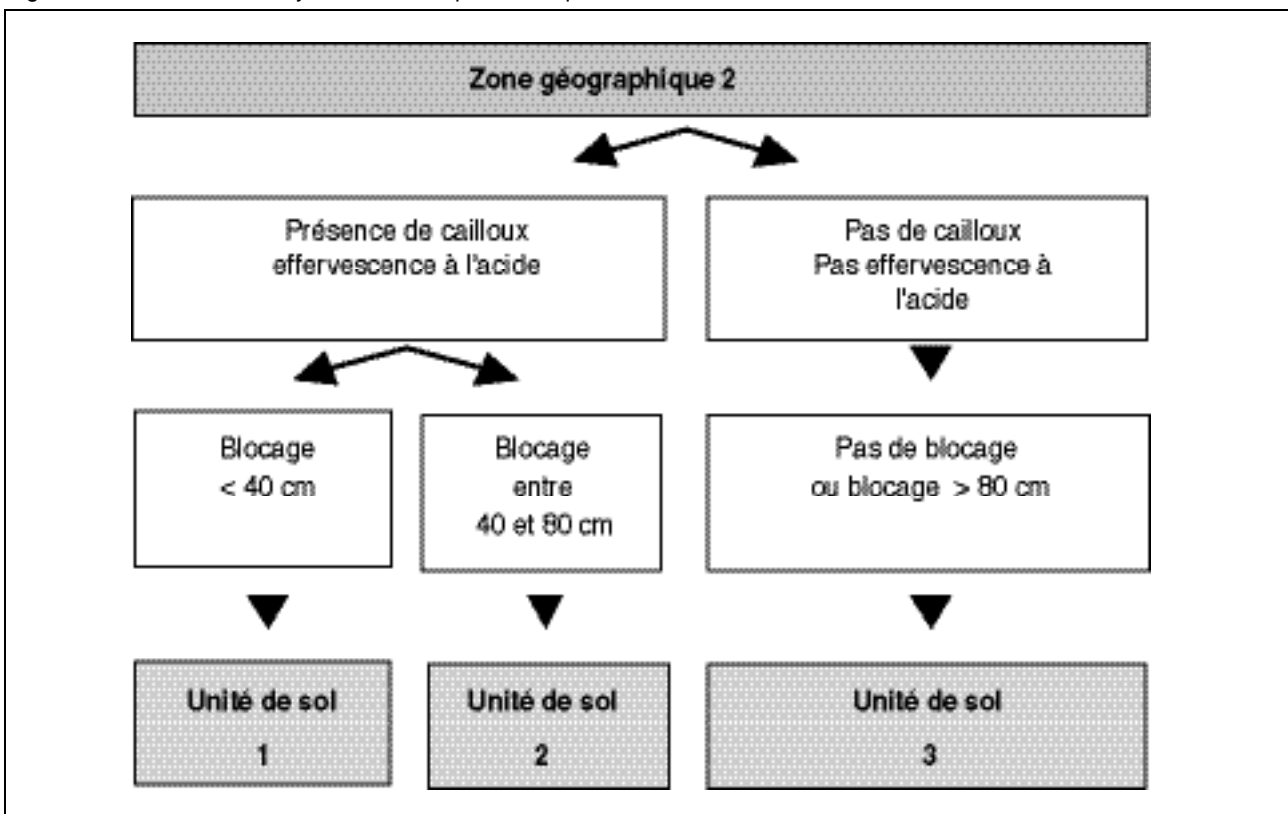 Zone géographique 2
Présence de cailloux
effervescence à l'acide
Pas de cailloux
Pas effervescence à
l'acide
Blocage
< 40 cm
Blocage
entre
40 et 80 cm
Pas de blocage
ou blocage > 80 cm
Unité de sol
1
Unité de sol
2
Unité de sol
3